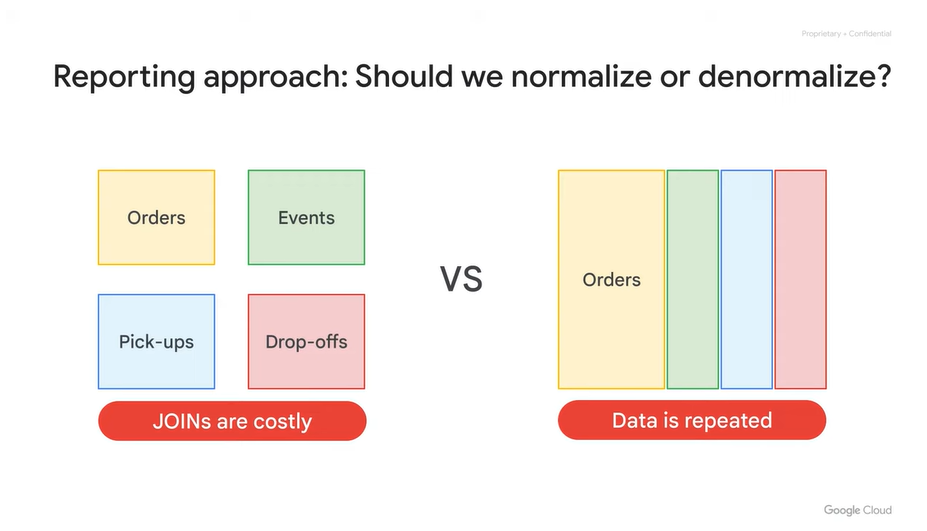 Proprietary + Confidential
Reporting approach: Should we normalize or denormalize?
Orders
Events
Pick-ups
Drop-offs
JOINs are costly
VS
Orders
Data is repeated
Google Cloud